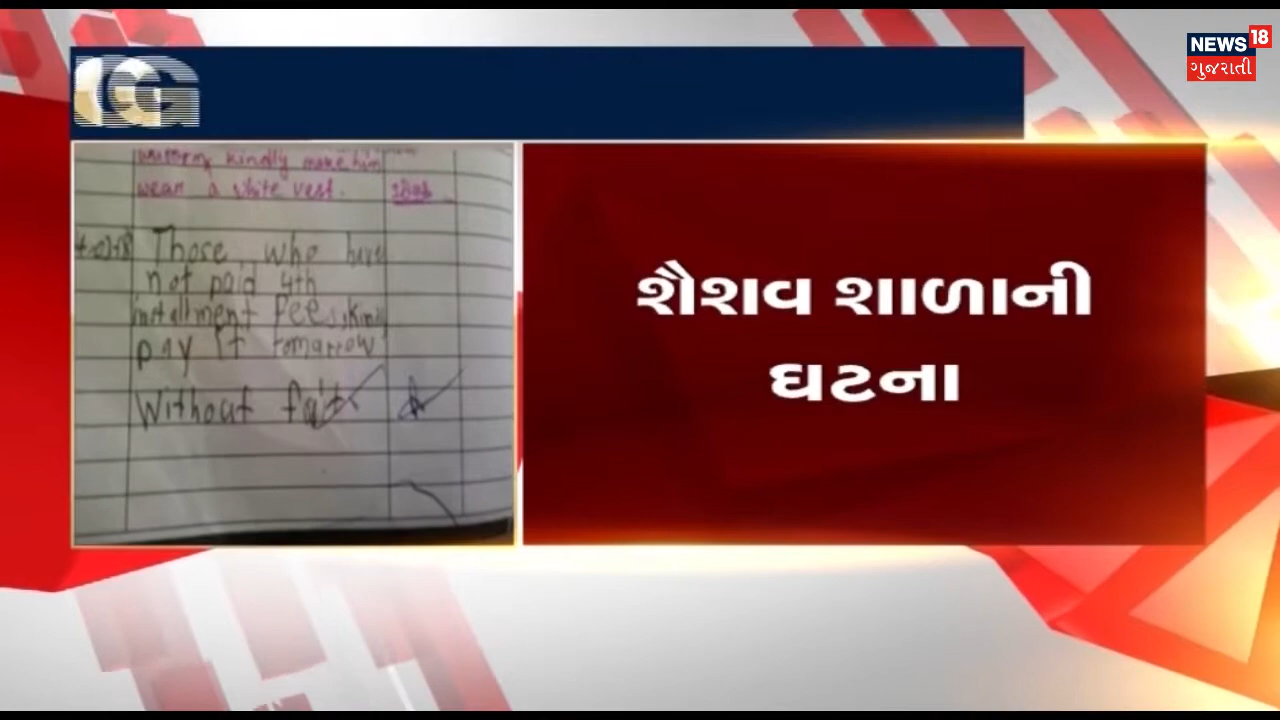 NEWS 18
ગુજરાતી
kindly make him
wear a white vest.
Those who have
not paid 4th
installment fees, kindly
pay it tomorrow
without fail
શૈશવ શાળાની
ઘટના